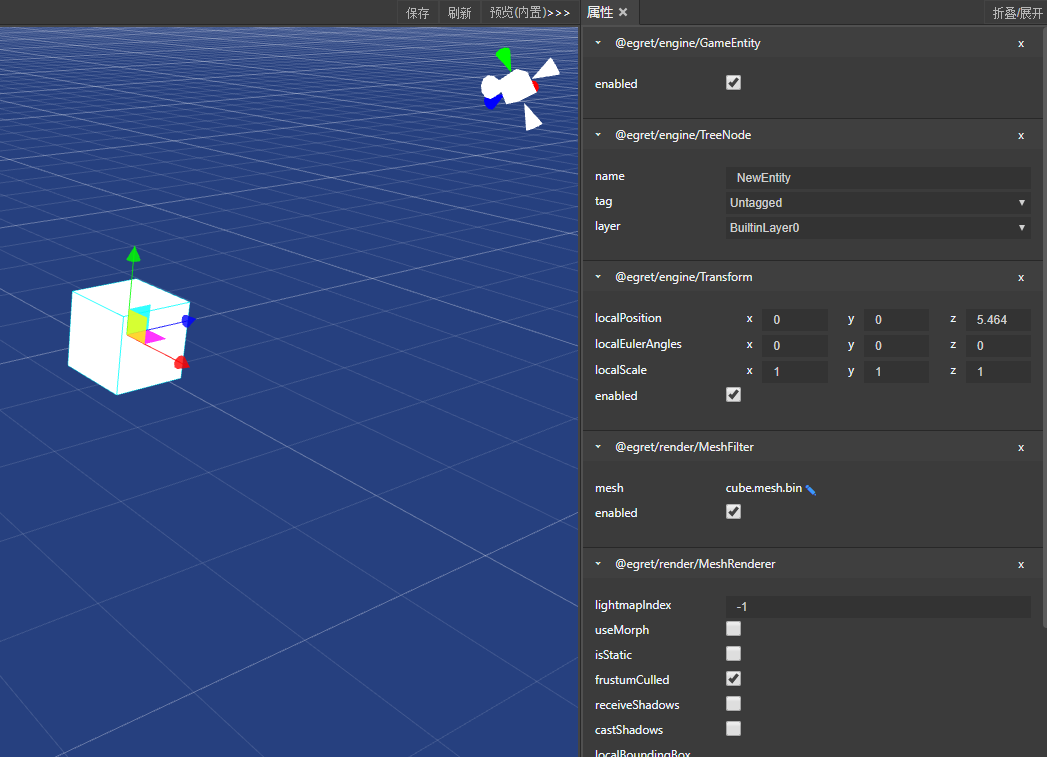 保存 刷新 预览(内置)>>> 属性 × 折叠/展开
@egret/engine/GameEntity x
enabled
@egret/engine/TreeNode x
name NewEntity
tag Untagged
layer BuiltinLayer0
@egret/engine/Transform x
localPosition x 0 y 0 z 5.464
localEulerAngles x 0 y 0 z 0
localScale x 1 y 1 z 1
enabled
@egret/render/MeshFilter x
mesh cube.mesh.bin
enabled
@egret/render/MeshRenderer x
lightmapIndex -1
useMorph
isStatic
frustumCulled
receiveShadows
castShadows
localBoundingBox